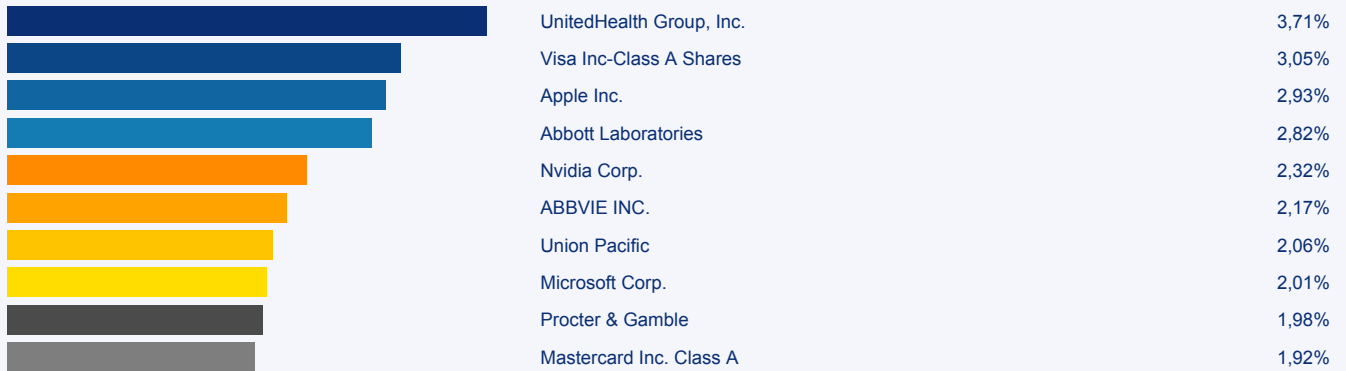 UnitedHealth Group, Inc. 3,71%
Visa Inc-Class A Shares 3,05%
Apple Inc. 2,93%
Abbott Laboratories 2,82%
Nvidia Corp. 2,32%
ABBVIE INC. 2,17%
Union Pacific 2,06%
Microsoft Corp. 2,01%
Procter & Gamble 1,98%
Mastercard Inc. Class A 1,92%